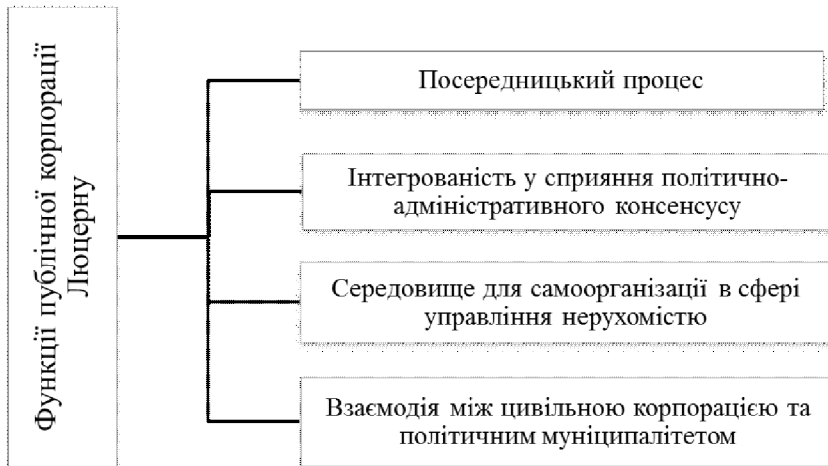 Функції публічної корпорації
Люцерну
Посередницький процес
Інтегрованість у сприяння політично-
адміністративного консенсусу
Середовище для самоорганізації в сфері
управління нерухомістю
Взаємодія між цивільною корпорацією та
політичним муніципалітетом